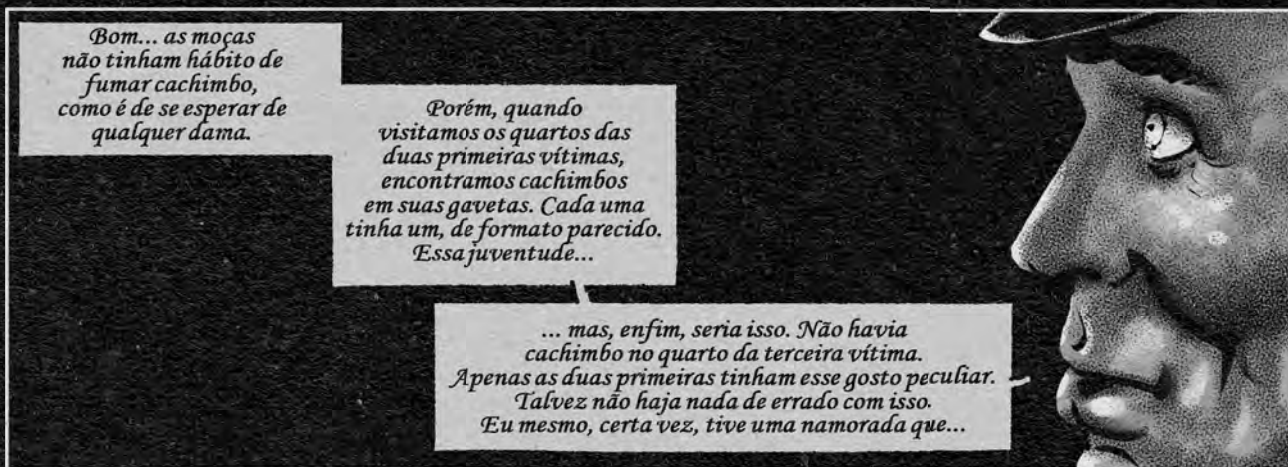 Bom... as moças
não tinham hábito de
fumar cachimbo,
como é de se esperar de
qualquer dama.
Porém, quando
visitamos os quartos das
duas primeiras vítimas,
encontramos cachimbos
em suas gavetas. Cada uma
tinha um, de formato parecido.
Essa juventude...
... mas, enfim, seria isso. Não havia
cachimbo no quarto da terceira vítima.
Apenas as duas primeiras tinham esse gosto peculiar.
Talvez não haja nada de errado com isso.
Eu mesmo, certa vez, tive uma namorada que...